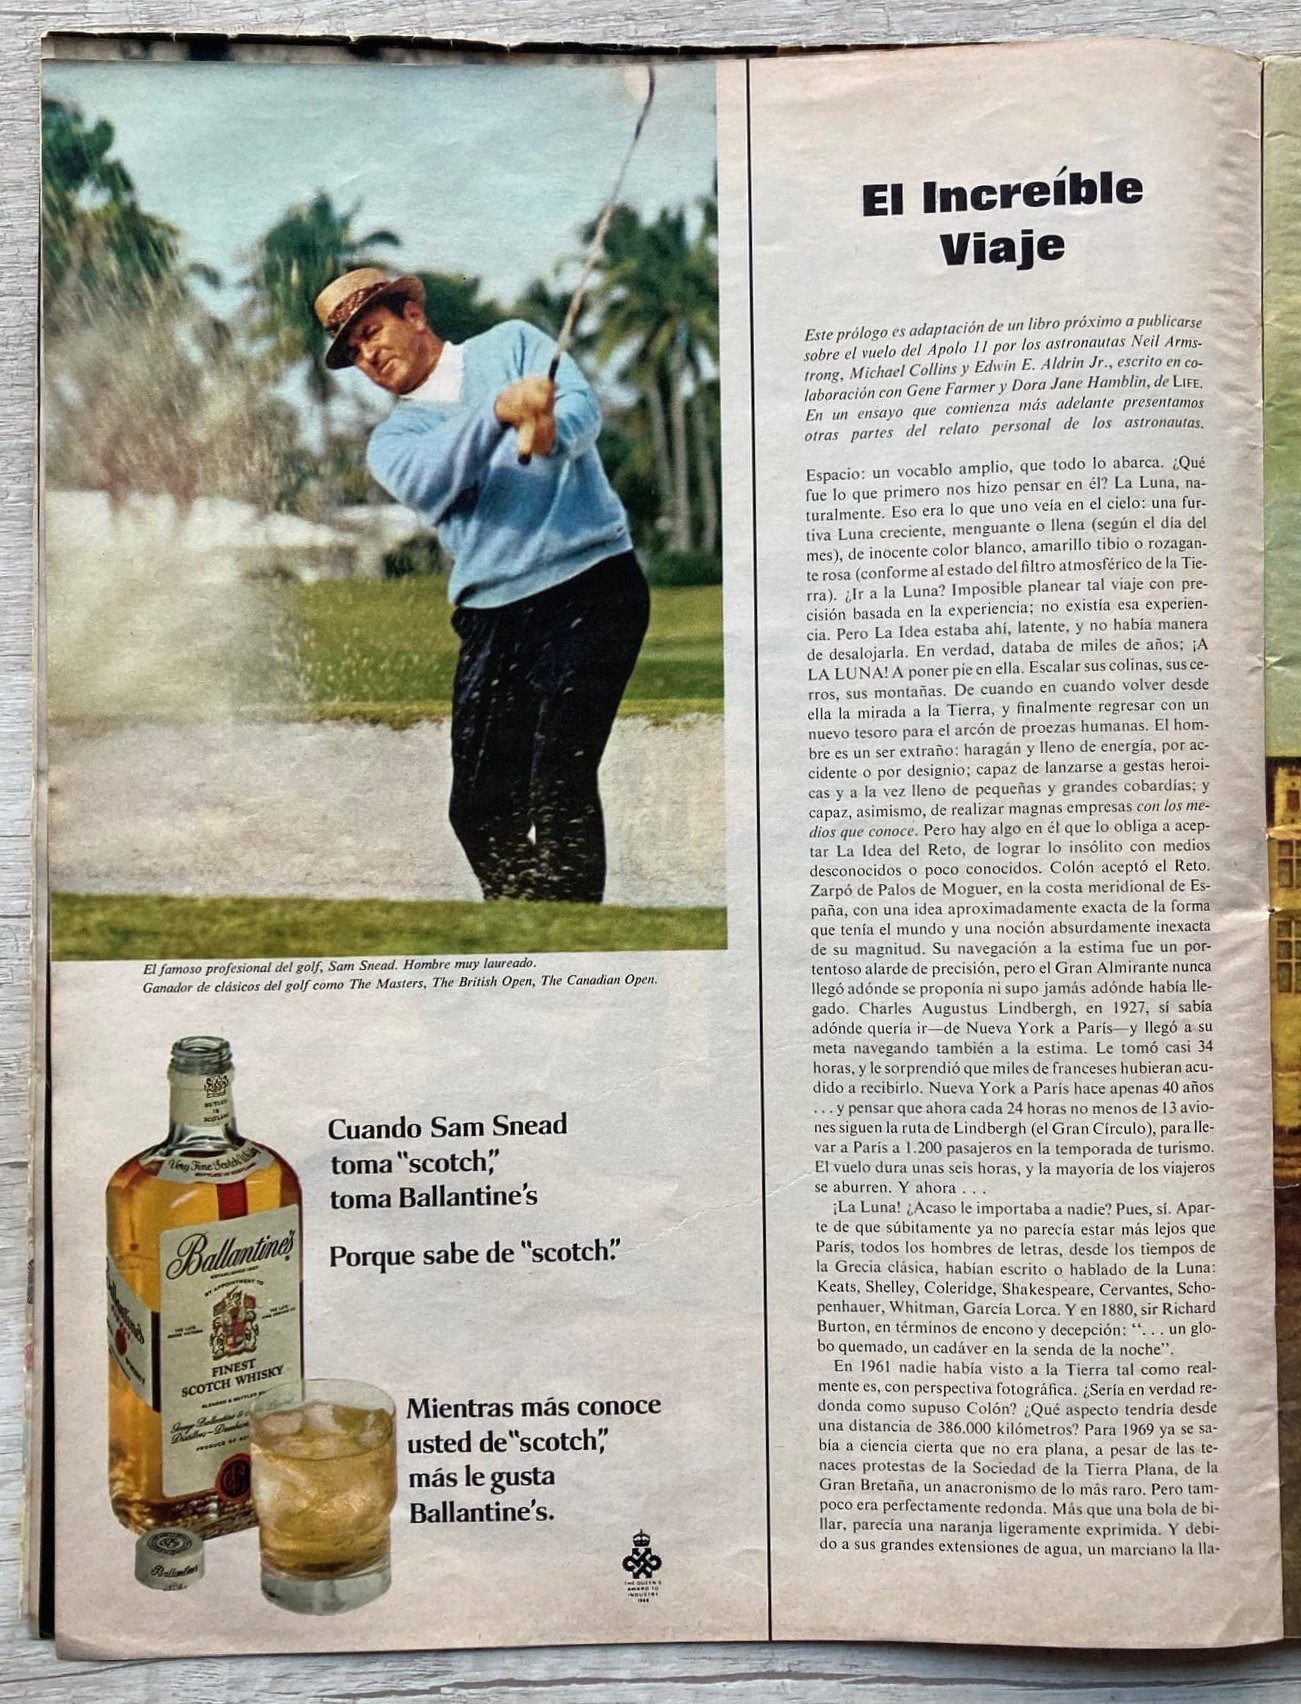 El famoso profesional del golf, Sam Snead. Hombre muy laureado.
Ganador de clásicos del golf como The Masters, The British Open, The Canadian Open.
Cuando Sam Snead
toma "scotch",
toma Ballantine's
Porque sabe de "scotch".
Very Fine Scotch Whisky
Ballantine's
BY APPOINTMENT TO
FINEST
SCOTCH WHISKY
Mientras más conoce
usted de "scotch",
más le gusta
Ballantine's.
Ballantine's
THE QUEEN'S
AWARD TO
INDUSTRY
El Increíble
Viaje
Este prólogo es adaptación de un libro próximo a publicarse
sobre el vuelo del Apolo 11 por los astronautas Neil Arms-
trong, Michael Collins y Edwin E. Aldrin Jr., escrito en co-
laboración con Gene Farmer y Dora Jane Hamblin, de LIFE.
En un ensayo que comienza más adelante presentamos
otras partes del relato personal de los astronautas.
Espacio: un vocablo amplio, que todo lo abarca. ¿Qué
fue lo que primero nos hizo pensar en él? La Luna, na-
turalmente. Eso era lo que uno veía en el cielo: una fur-
tiva Luna creciente, menguante o llena (según el día del
mes), de inocente color blanco, amarillo tibio o rozagan-
te rosa (conforme al estado del filtro atmosférico de la Tie-
rra). ¿Ir a la Luna? Imposible planear tal viaje con pre-
cisión basada en la experiencia; no existía esa experien-
cia. Pero La Idea estaba ahí, latente, y no había manera
de desalojarla. En verdad, databa de miles de años; ¡A
LA LUNA! A poner pie en ella. Escalar sus colinas, sus ce-
rros, sus montañas. De cuando en cuando volver desde
ella la mirada a la Tierra, y finalmente regresar con un
nuevo tesoro para el arcón de proezas humanas. El hom-
bre es un ser extraño: haragán y lleno de energía, por ac-
cidente o por designio; capaz de lanzarse a gestas heroi-
cas y a la vez lleno de pequeñas y grandes cobardías; y
capaz, asimismo, de realizar magnas empresas con los me-
dios que conoce. Pero hay algo en él que lo obliga a acep-
tar La Idea del Reto, de lograr lo insólito con medios
desconocidos o poco conocidos. Colón aceptó el Reto.
Zarpó de Palos de Moguer, en la costa meridional de Es-
paña, con una idea aproximadamente exacta de la forma
que tenía el mundo y una noción absurdamente inexacta
de su magnitud. Su navegación a la estima fue un por-
tentoso alarde de precisión, pero el Gran Almirante nunca
llegó adónde se proponía ni supo jamás adónde había lle-
gado. Charles Augustus Lindbergh, en 1927, sí sabía
adónde quería ir—de Nueva York a París—y llegó a su
meta navegando también a la estima. Le tomó casi 34
horas, y le sorprendió que miles de franceses hubieran acu-
dido a recibirlo. Nueva York a París hace apenas 40 años
. . . y pensar que ahora cada 24 horas no menos de 13 avio-
nes siguen la ruta de Lindbergh (el Gran Círculo), para lle-
var a París a 1.200 pasajeros en la temporada de turismo.
El vuelo dura unas seis horas, y la mayoría de los viajeros
se aburren. Y ahora . . .
¡La Luna! ¿Acaso le importaba a nadie? Pues, sí. Apar-
te de que súbitamente ya no parecía estar más lejos que
París, todos los hombres de letras, desde los tiempos de
la Grecia clásica, habían escrito o hablado de la Luna:
Keats, Shelley, Coleridge, Shakespeare, Cervantes, Scho-
penhauer, Whitman, García Lorca. Y en 1880, sir Richard
Burton, en términos de encono y decepción: ". . . un glo-
bo quemado, un cadáver en la senda de la noche".
En 1961 nadie había visto a la Tierra tal como real-
mente es, con perspectiva fotográfica. ¿Sería en verdad re-
donda como supuso Colón? ¿Qué aspecto tendría desde
una distancia de 386.000 kilómetros? Para 1969 ya se sa-
bía a ciencia cierta que no era plana, a pesar de las te-
naces protestas de la Sociedad de la Tierra Plana, de la
Gran Bretaña, un anacronismo de lo más raro. Pero tam-
poco era perfectamente redonda. Más que una bola de bi-
llar, parecía una naranja ligeramente exprimida. Y debi-
do a sus grandes extensiones de agua, un marciano la lla-